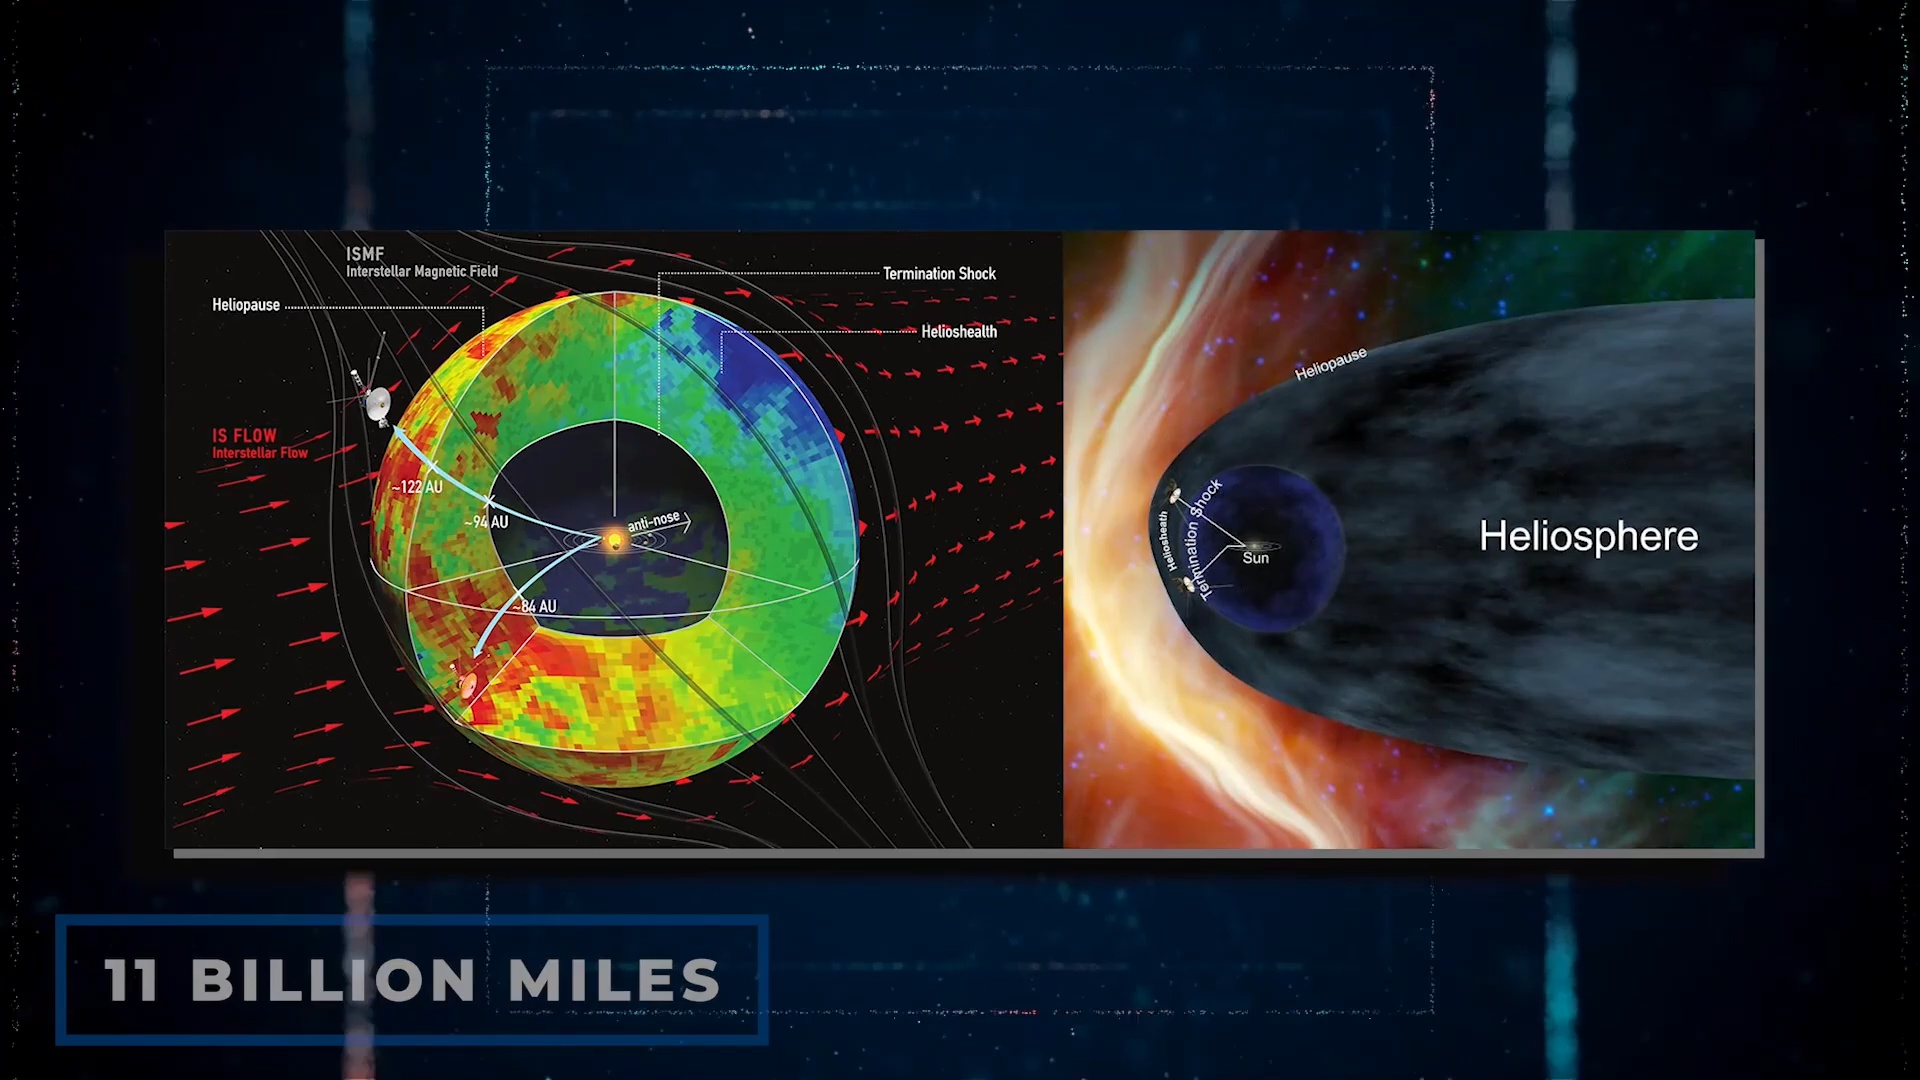 ISMF
Interstellar Magnetic Field
Termination Shock
Heliopause
Helioshealth
IS FLOW
Interstellar Flow
~122 AU
~94 AU
anti-nose
~84 AU
Heliopause
Heliosheath
Termination Shock
Sun
Heliosphere
11 BILLION MILES